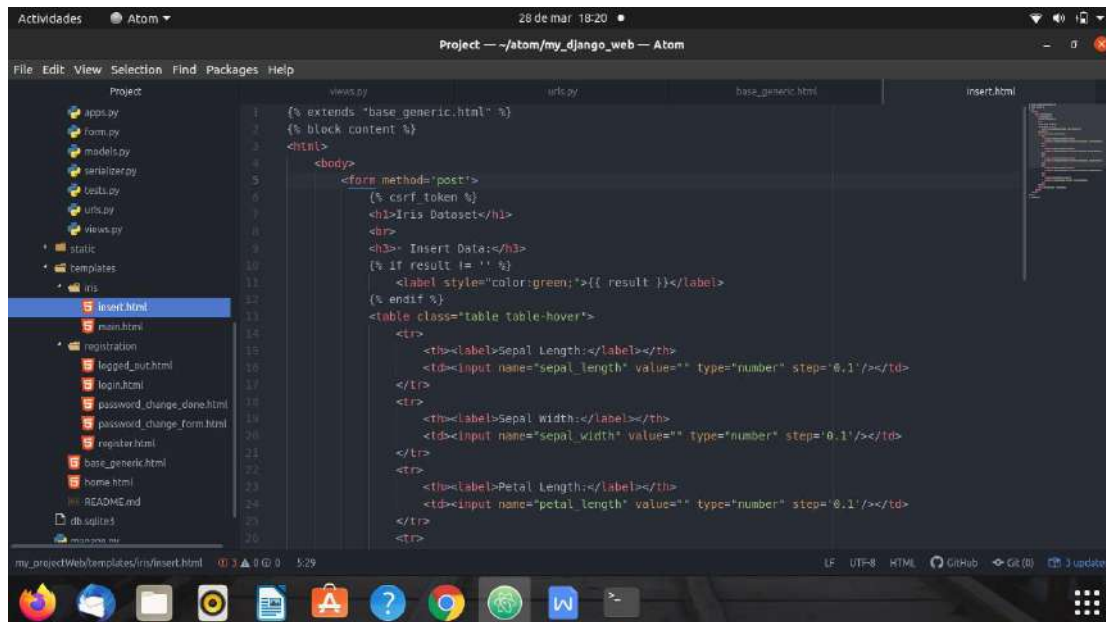 Actividades Atom 28 de mar 18:20
Project — ~/atom/my_django_web — Atom
File Edit View Selection Find Packages Help
Project views.py urls.py base_generic.html insert.html
apps.py
form.py
models.py
serializer.py
tests.py
urls.py
views.py
static
templates
iris
insert.html
main.html
registration
logged_out.html
login.html
password_change_done.html
password_change_form.html
register.html
base_generic.html
home.html
README.md
db.sqlite3
manage.py
1 {% extends "base_generic.html" %}
2 {% block content %}
3 <html>
4 <body>
5 <form method='post'>
6 {% csrf_token %}
7 <h1>Iris Dataset</h1>
8 <br>
9 <h3>- Insert Data:</h3>
10 {% if result != '' %}
11 <label style="color:green;">{{ result }}</label>
12 {% endif %}
13 <table class="table table-hover">
14 <tr>
15 <th><label>Sepal Length:</label></th>
16 <td><input name="sepal_length" value="" type="number" step='0.1'/></td>
17 </tr>
18 <tr>
19 <th><label>Sepal Width:</label></th>
20 <td><input name="sepal_width" value="" type="number" step='0.1'/></td>
21 </tr>
22 <tr>
23 <th><label>Petal Length:</label></th>
24 <td><input name="petal_length" value="" type="number" step='0.1'/></td>
25 </tr>
26 <tr>
my_projectWeb/templates/iris/insert.html 3 0 0 5:29 LF UTF-8 HTML GitHub Git (0) 3 update